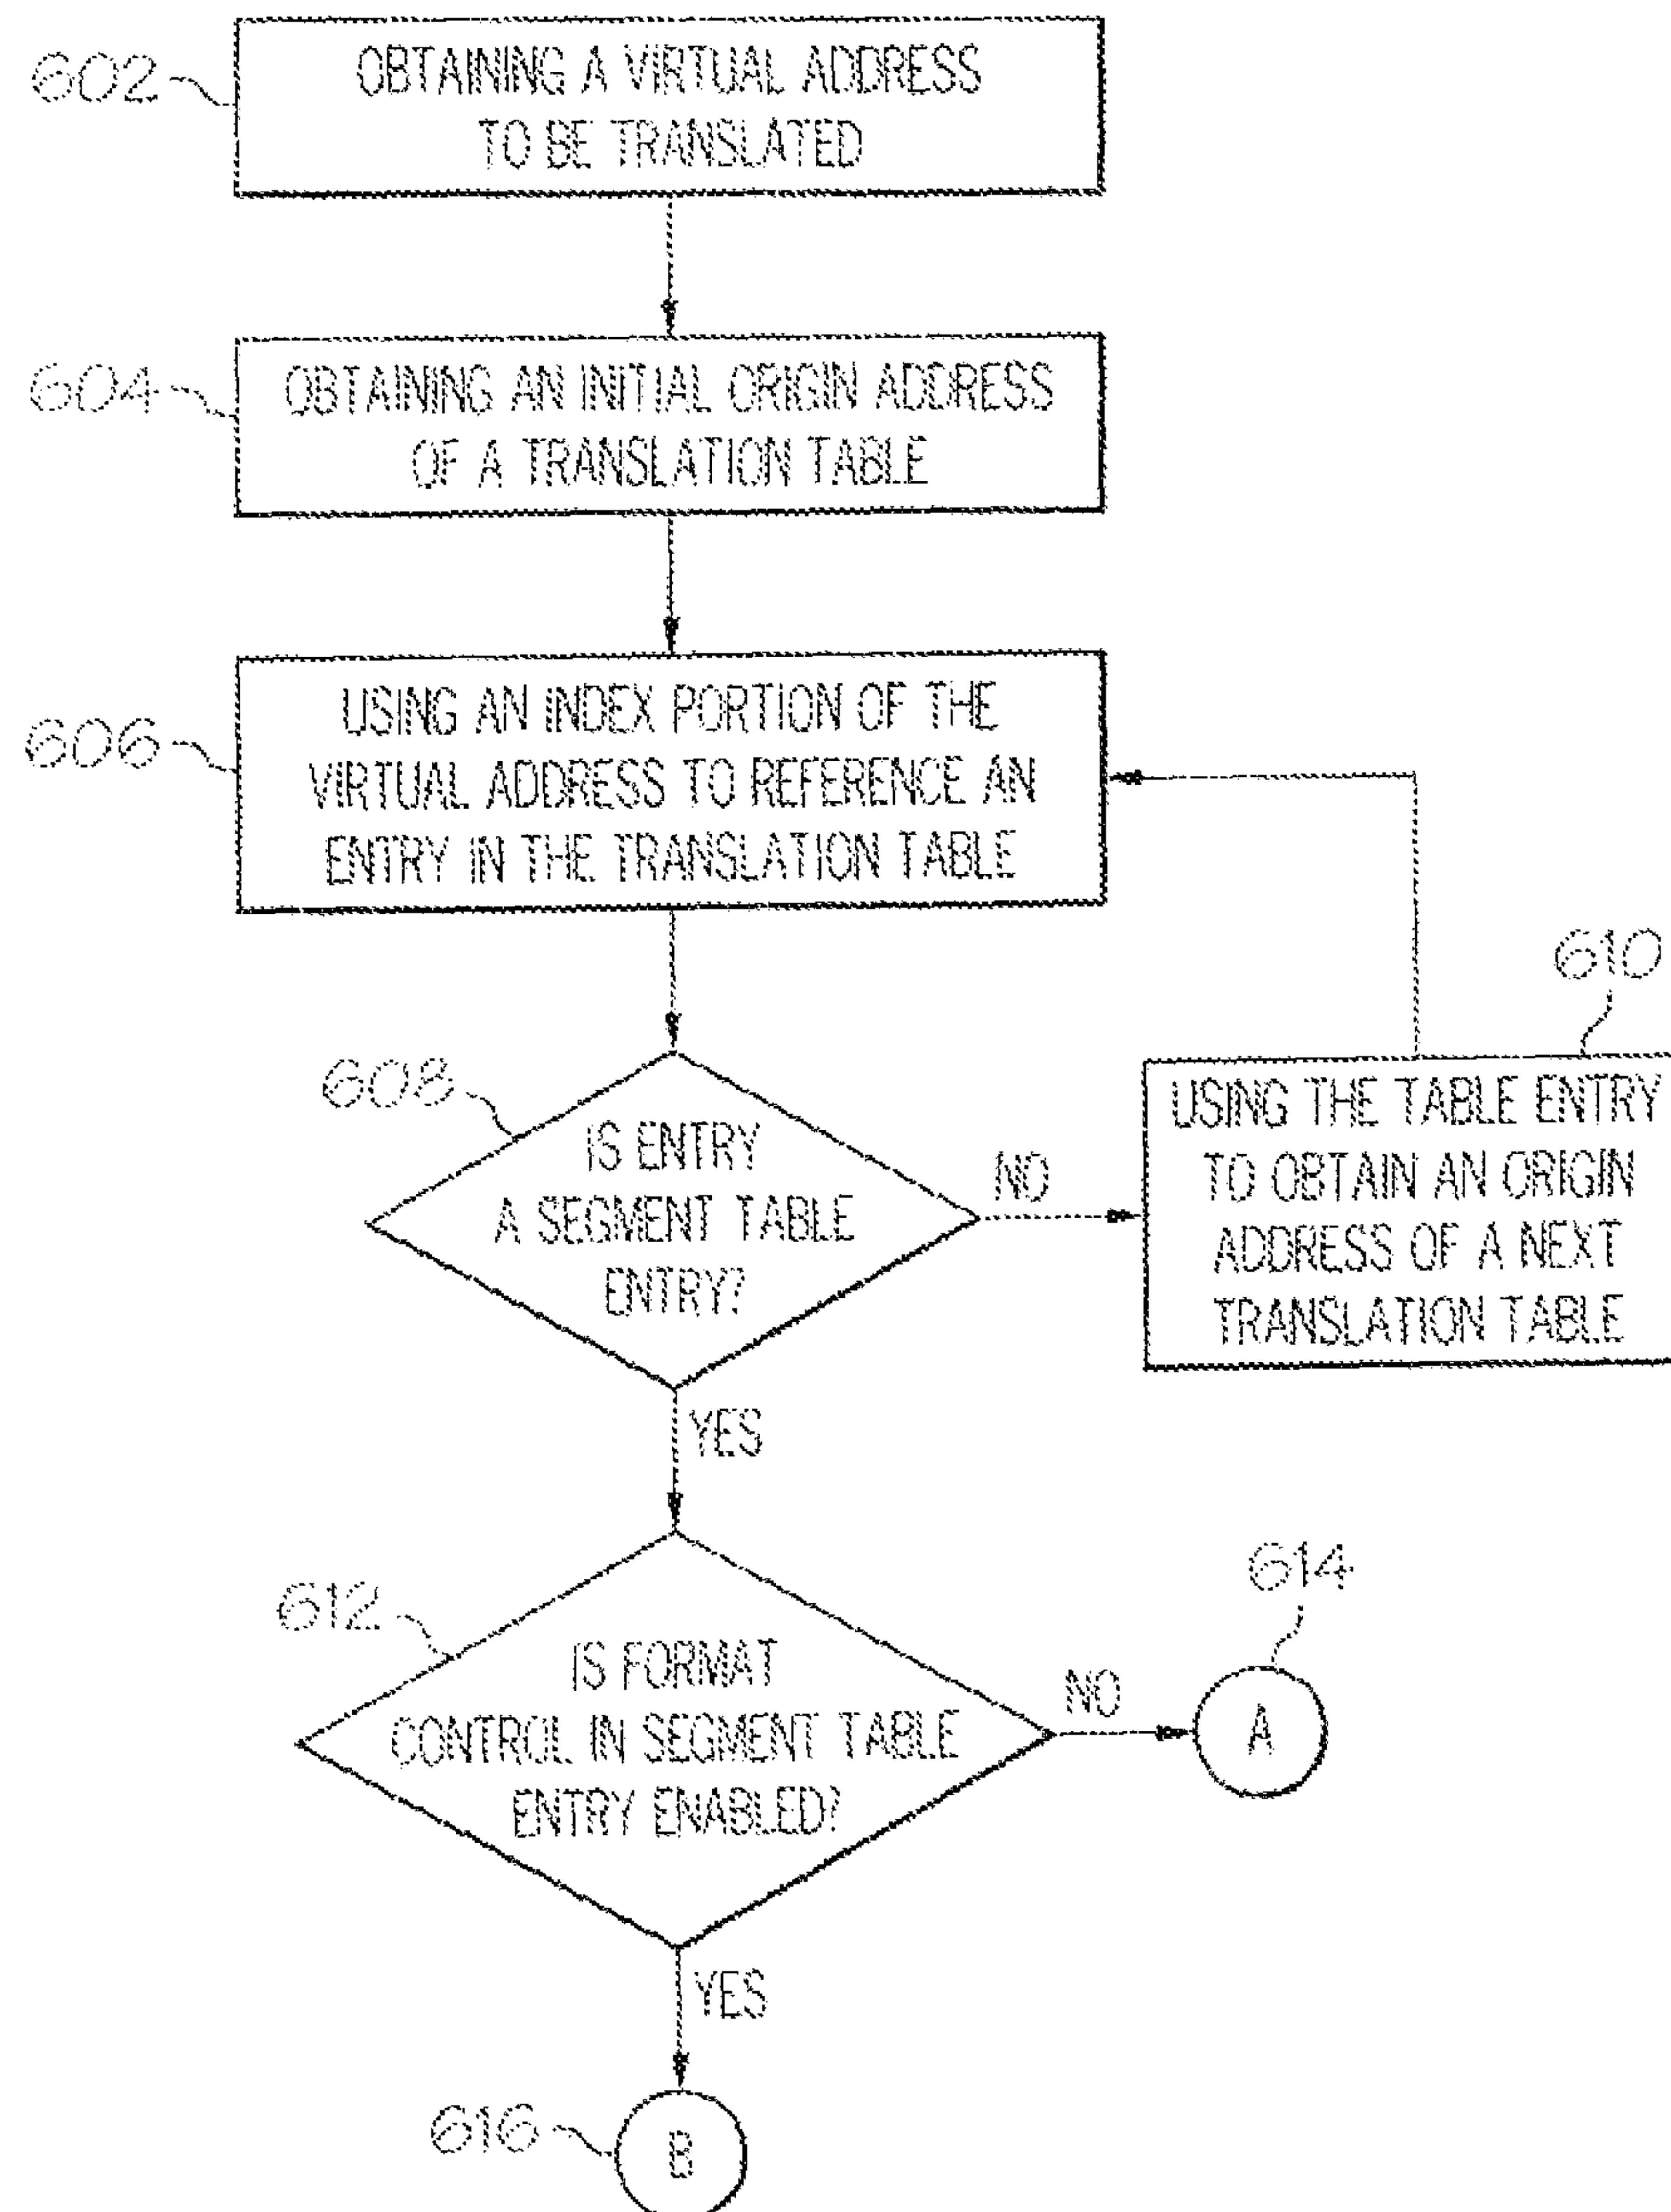 602
OBTAINING A VIRTUAL ADDRESS
TO BE TRANSLATED
604
OBTAINING AN INITIAL ORIGIN ADDRESS
OF A TRANSLATION TABLE
606
USING AN INDEX PORTION OF THE
VIRTUAL ADDRESS TO REFERENCE AN
ENTRY IN THE TRANSLATION TABLE
608
IS ENTRY
A SEGMENT TABLE
ENTRY?
NO
610
USING THE TABLE ENTRY
TO OBTAIN AN ORIGIN
ADDRESS OF A NEXT
TRANSLATION TABLE
YES
612
IS FORMAT
CONTROL IN SEGMENT TABLE
ENTRY ENABLED?
NO
614
A
YES
616
B